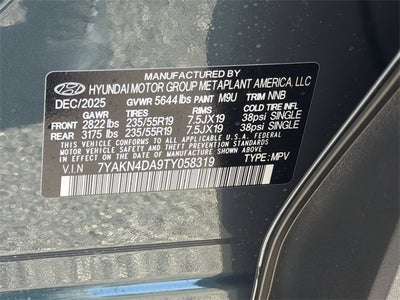 MANUFACTURED BY
HYUNDAI MOTOR GROUP METAPLANT AMERICA, LLC
DEC/2025 GVWR 5644 lbs PAINT M9U TRIM NNB
TIRES COLD TIRE INFL
FRONT 2822 lbs 235/55R19 7.5JX19 38psi SINGLE
GAWR TIRES
REAR 3175 lbs 235/55R19 7.5JX19 38psi SINGLE
THIS VEHICLE CONFORMS TO ALL APPLICABLE U.S.A. FEDERAL
MOTOR VEHICLE SAFETY AND THEFT PREVENTION STANDARDS
IN EFFECT ON THE DATE OF MANUFACTURE SHOWN ABOVE.
V.I.N 7YAKN4DA9TY058319 TYPE: MPV